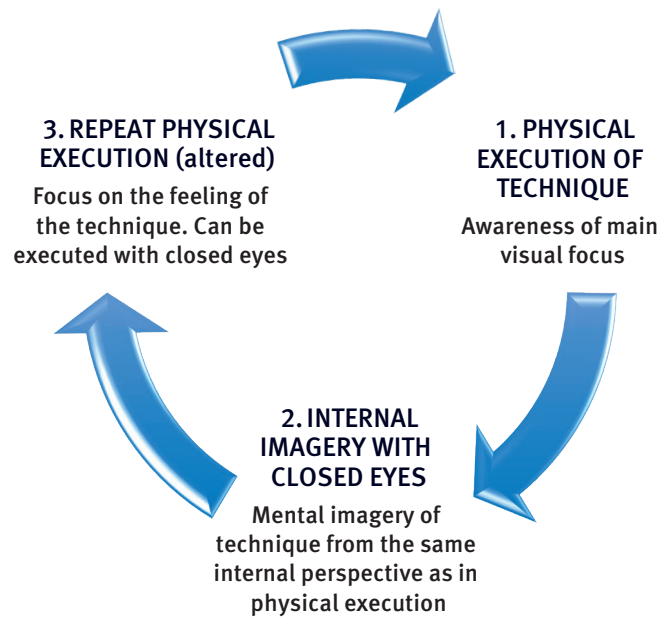 1. PHYSICAL
EXECUTION OF
TECHNIQUE
Awareness of main
visual focus
2. INTERNAL
IMAGERY WITH
CLOSED EYES
Mental imagery of
technique from the same
internal perspective as in
physical execution
3. REPEAT PHYSICAL
EXECUTION (altered)
Focus on the feeling of
the technique. Can be
executed with closed eyes